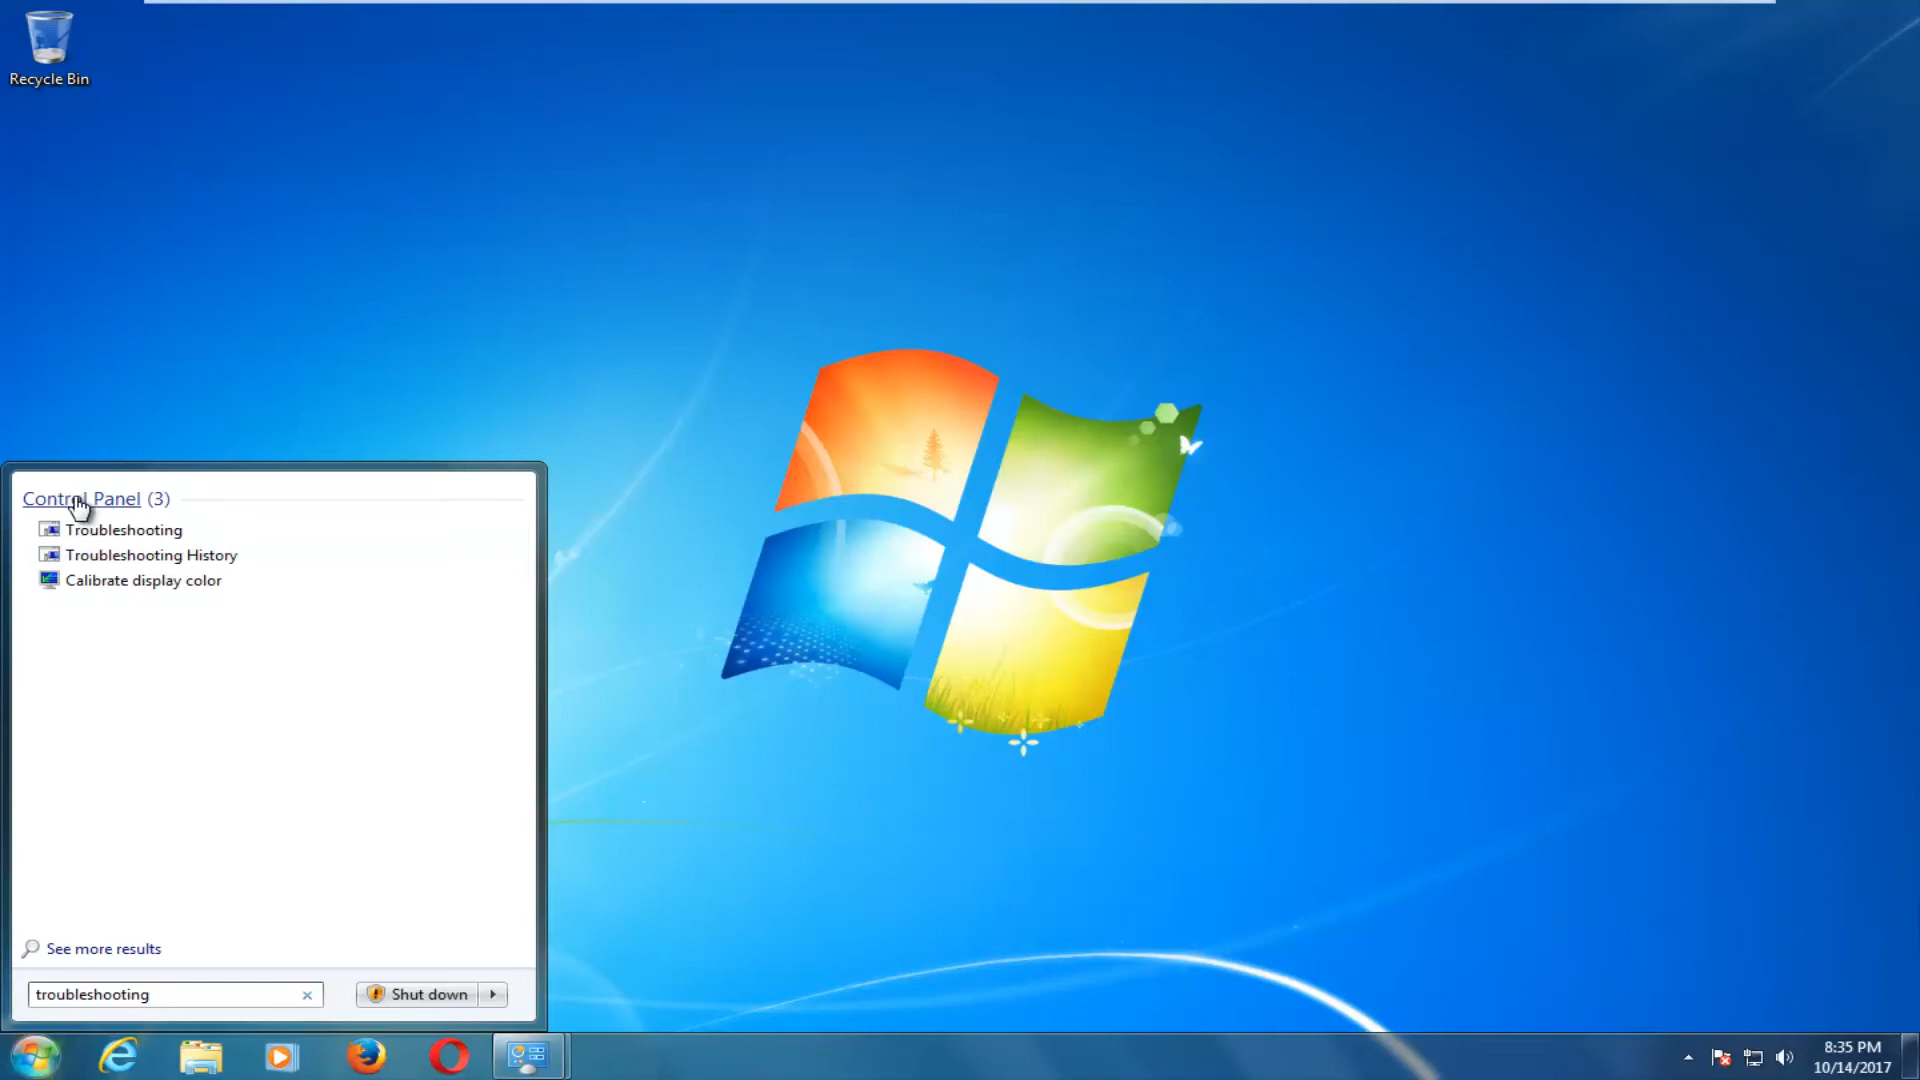 Recycle Bin
Control Panel (3)
Troubleshooting
Troubleshooting History
Calibrate display color
See more results
troubleshooting
Shut down
8:35 PM
10/14/2017